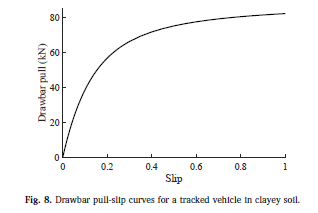 Drawbar pull (kN)
80
60
40
20
0
0 0.2 0.4 0.6 0.8 1
Slip
Fig. 8. Drawbar pull-slip curves for a tracked vehicle in clayey soil.